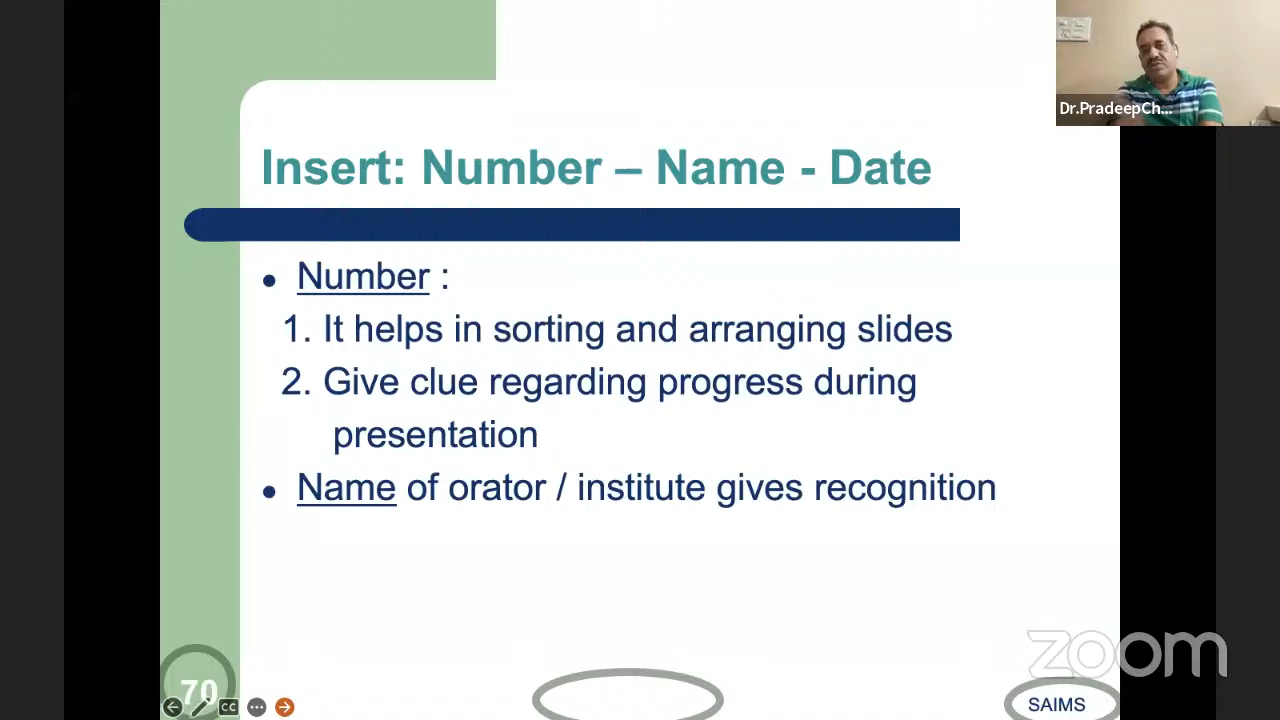 Dr.PradeepCh...
Insert: Number – Name - Date
• Number :
1. It helps in sorting and arranging slides
2. Give clue regarding progress during
presentation
• Name of orator / institute gives recognition
zoom
70
CC
SAIMS